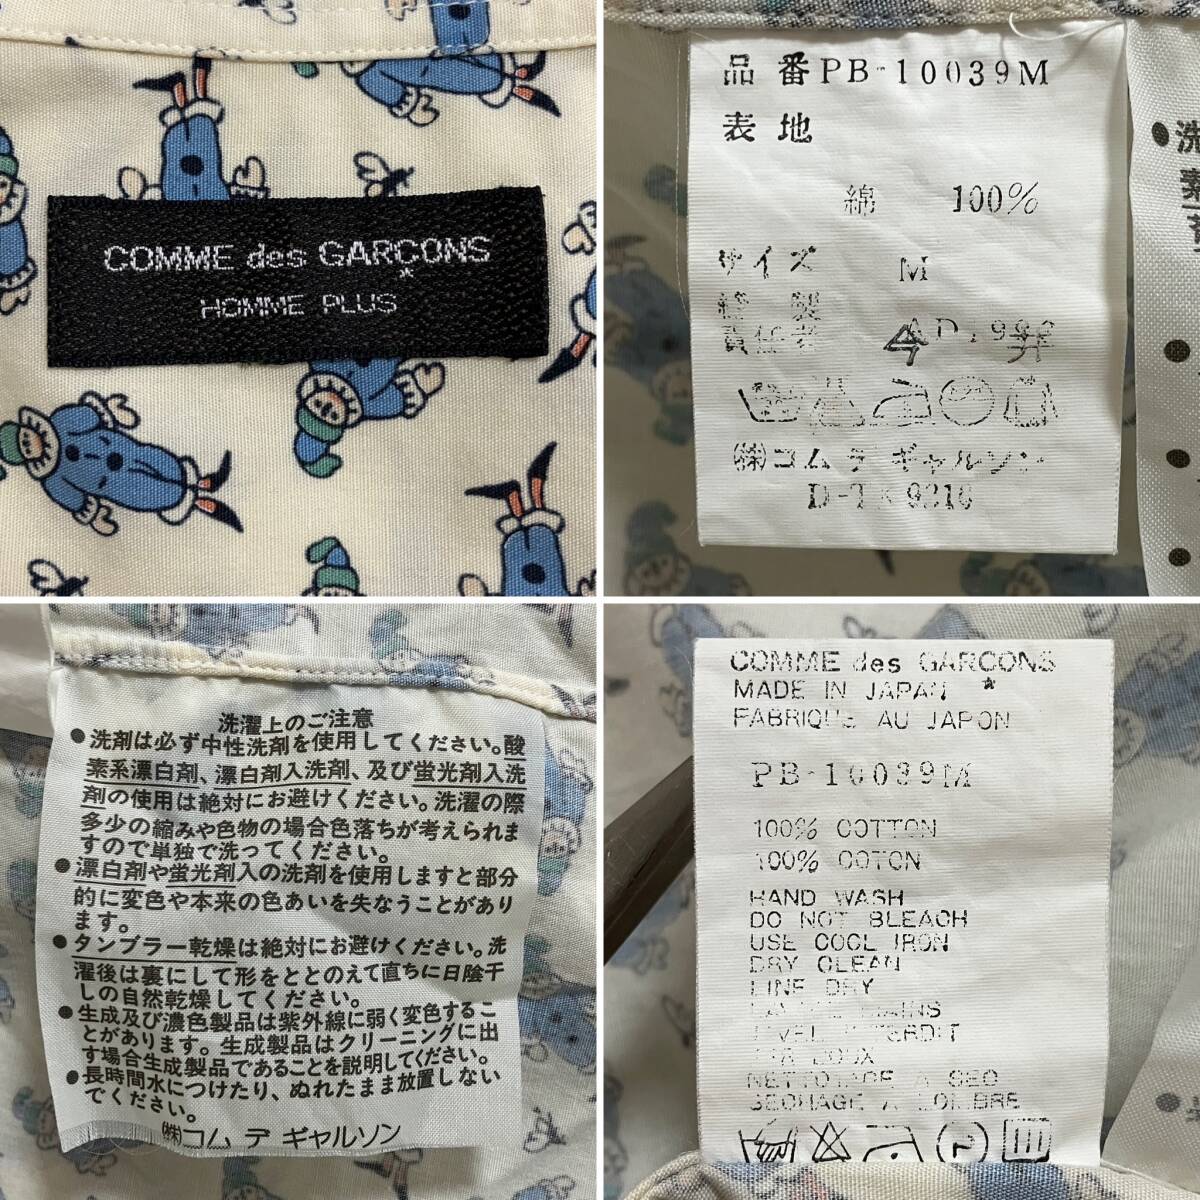 COMME des GARÇONS
HOMME PLUS
品 番 PB-10039M
表 地
綿 100%
サイズ M
縫 製
責任者 今 井
㈱コム デ ギャルソン
洗濯上のご注意
●洗剤は必ず中性洗剤を使用してください。酸
素系漂白剤、漂白剤入洗剤、及び蛍光剤入洗
剤の使用は絶対にお避けください。洗濯の際
多少の縮みや色物の場合色落ちが考えられま
すので単独で洗ってください。
●漂白剤や蛍光剤入の洗剤を使用しますと部分
的に変色や本来の色あいを失なうことがあり
ます。
●タンブラー乾燥は絶対にお避けください。洗
濯後は裏にして形をととのえて直ちに日陰干
しの自然乾燥してください。
●生成及び濃色製品は紫外線に弱く変色するこ
とがあります。生成製品はクリーニングに出
す場合生成製品であることを説明してください。
●長時間水につけたり、ぬれたまま放置しない
でください。
㈱コム デ ギャルソン
COMME des GARCONS
MADE IN JAPAN
FABRIQUE AU JAPON
PB-10039M
100% COTTON
100% COTON
HAND WASH
DO NOT BLEACH
USE COOL IRON
DRY CLEAN
LINE DRY
NETTOYAGE A SEC
SECHAGE A L OMBRE